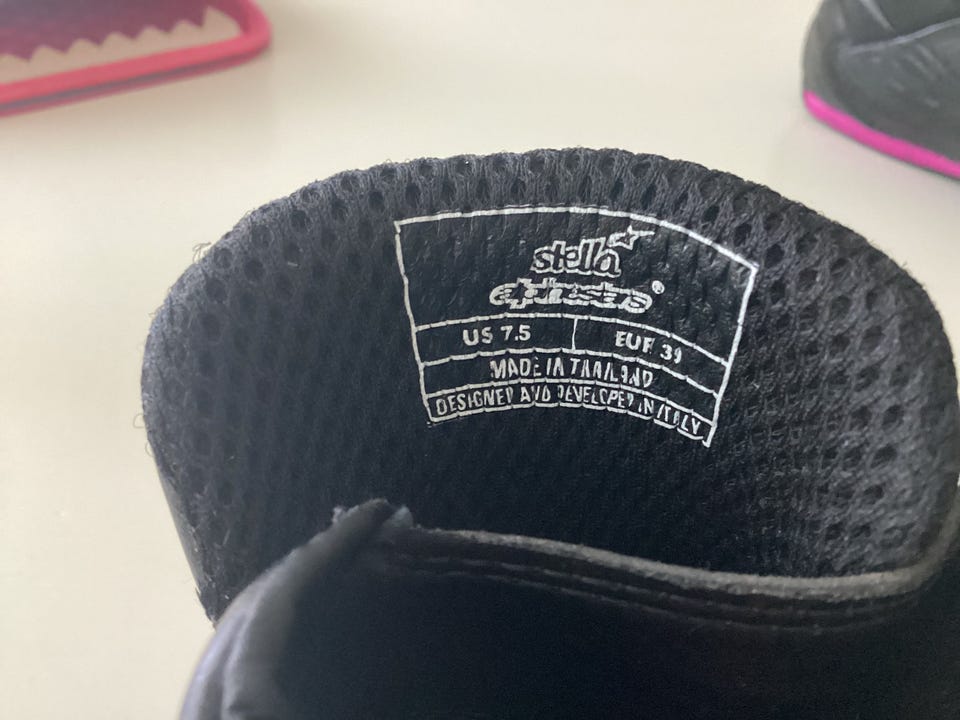 stella
alpinestars®
US 7.5 EUR 39
MADE IN THAILAND
DESIGNED AND DEVELOPED IN ITALY